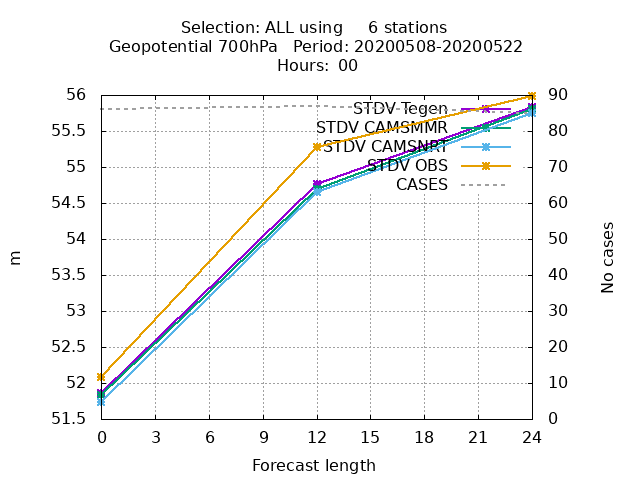 Selection: ALL using     6 stations
Geopotential 700hPa   Period: 20200508-20200522
Hours:  00
56
55.5
55
54.5
54
53.5
53
52.5
52
51.5
90
80
70
60
50
40
30
20
10
0
m
No cases
STDV Tegen
STDV CAMSMMR
STDV CAMSNRT
STDV OBS
CASES
0 3 6 9 12 15 18 21 24
Forecast length